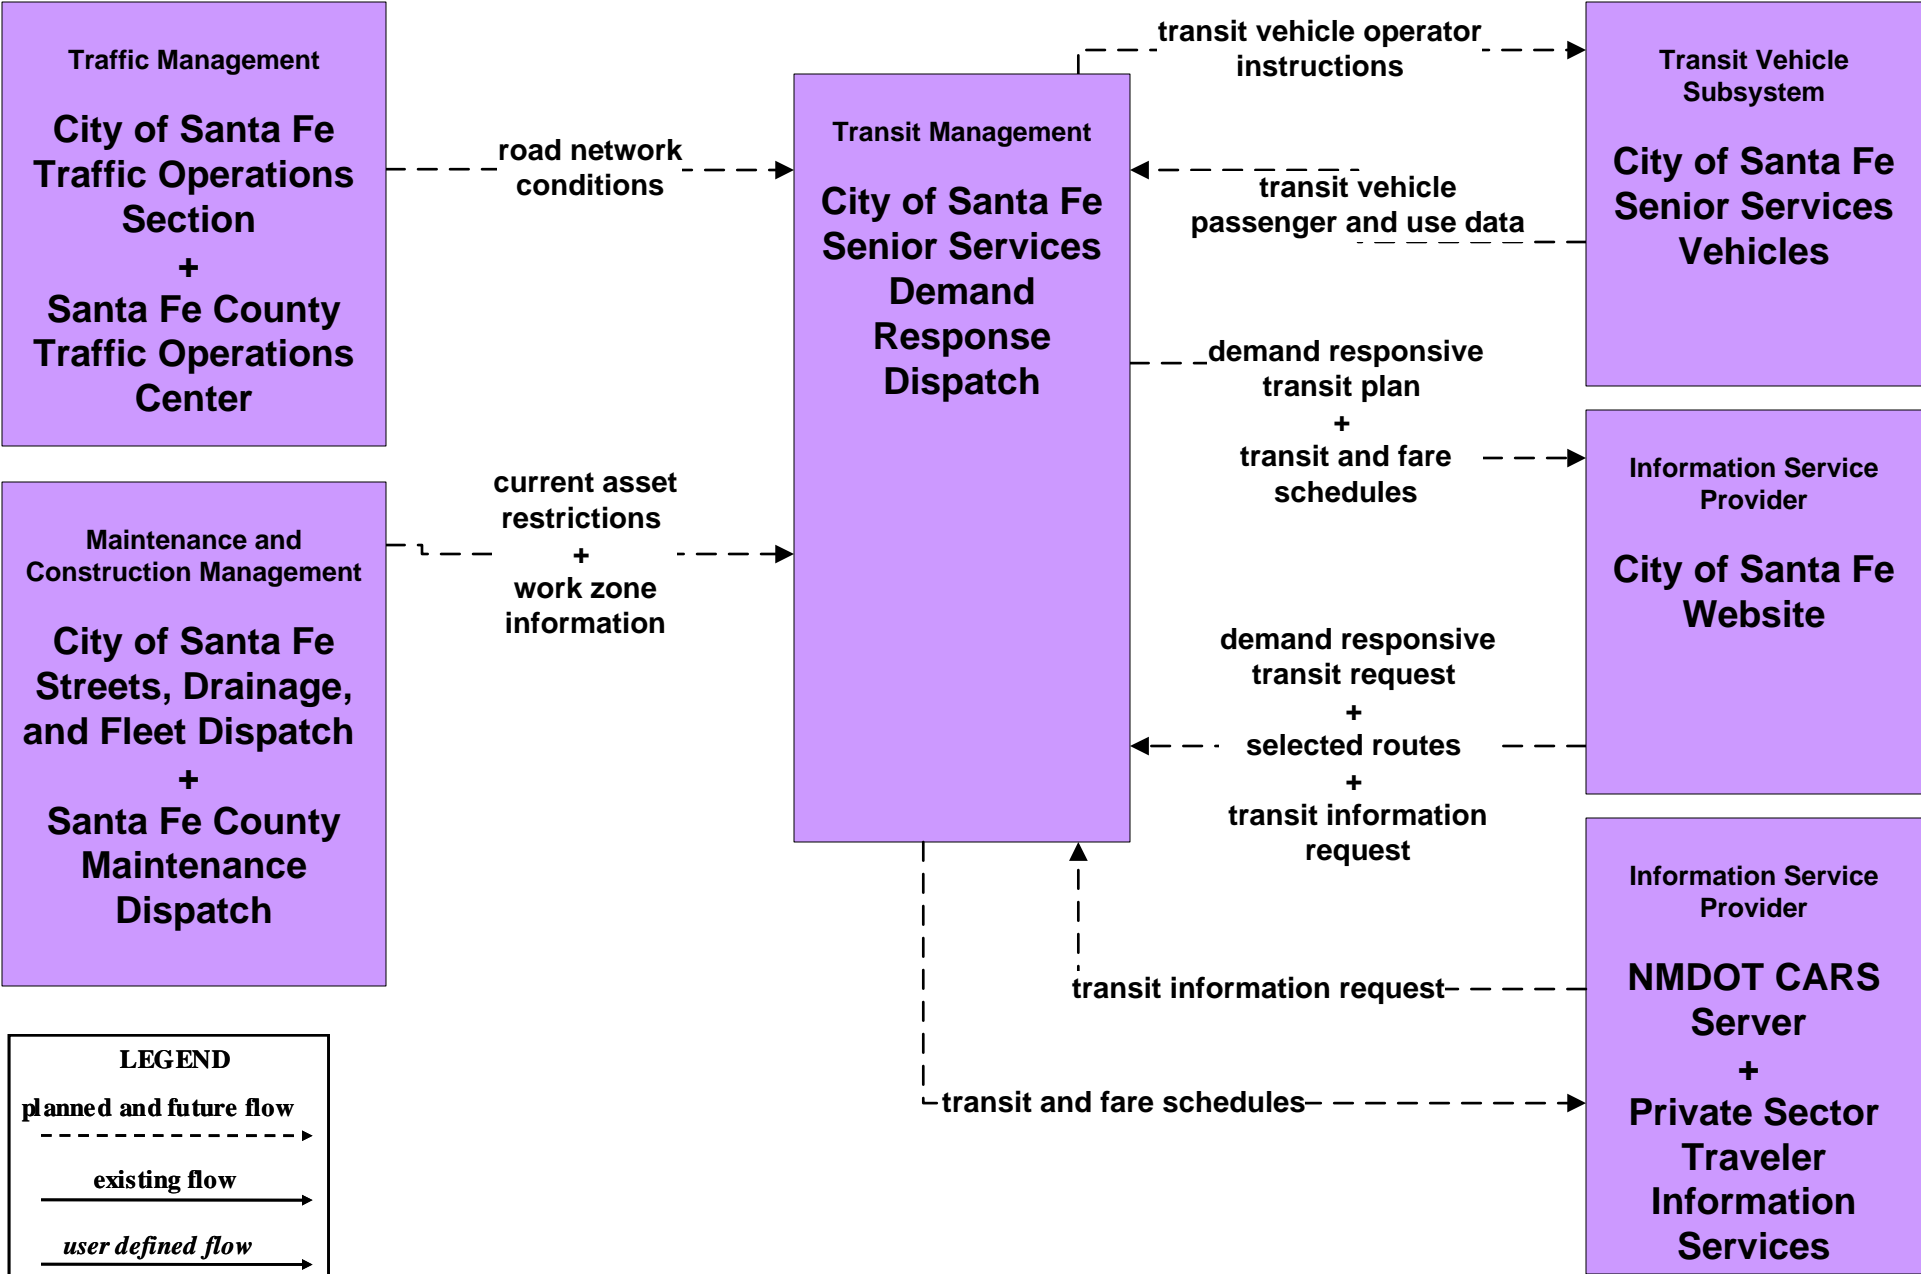 Traffic Management
City of Santa Fe
Traffic Operations
Section
+
Santa Fe County
Traffic Operations
Center
Maintenance and
Construction Management
City of Santa Fe
Streets, Drainage,
and Fleet Dispatch
+
Santa Fe County
Maintenance
Dispatch
LEGEND
planned and future flow
existing flow
user defined flow
road network
conditions
current asset
restrictions
+
work zone
information
Transit Management
City of Santa Fe
Senior Services
Demand
Response
Dispatch
transit vehicle operator
instructions
transit vehicle
passenger and use data
demand responsive
transit plan
+
transit and fare
schedules
demand responsive
transit request
+
selected routes
+
transit information
request
transit information request
transit and fare schedules
Transit Vehicle
Subsystem
City of Santa Fe
Senior Services
Vehicles
Information Service
Provider
City of Santa Fe
Website
Information Service
Provider
NMDOT CARS
Server
+
Private Sector
Traveler
Information
Services